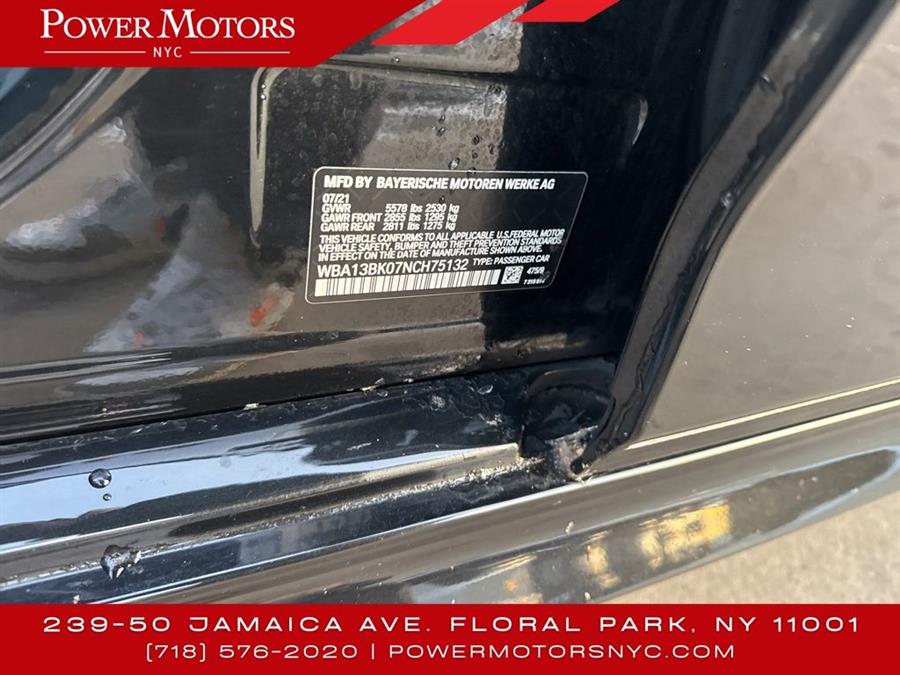 POWER MOTORS
NYC
MFD BY BAYERISCHE MOTOREN WERKE AG
07/21
GVWR 5578 lbs 2530 kg
GAWR FRONT 2855 lbs 1295 kg
GAWR REAR 2811 lbs 1275 kg
THIS VEHICLE CONFORMS TO ALL APPLICABLE U.S.FEDERAL MOTOR
VEHICLE SAFETY, BUMPER AND THEFT PREVENTION STANDARDS
IN EFFECT ON THE DATE OF MANUFACTURE SHOWN ABOVE.
WBA13BK07NCH75132 TYPE: PASSENGER CAR
475/9
239-50 JAMAICA AVE. FLORAL PARK, NY 11001
(718) 576-2020 | POWERMOTORSNYC.COM